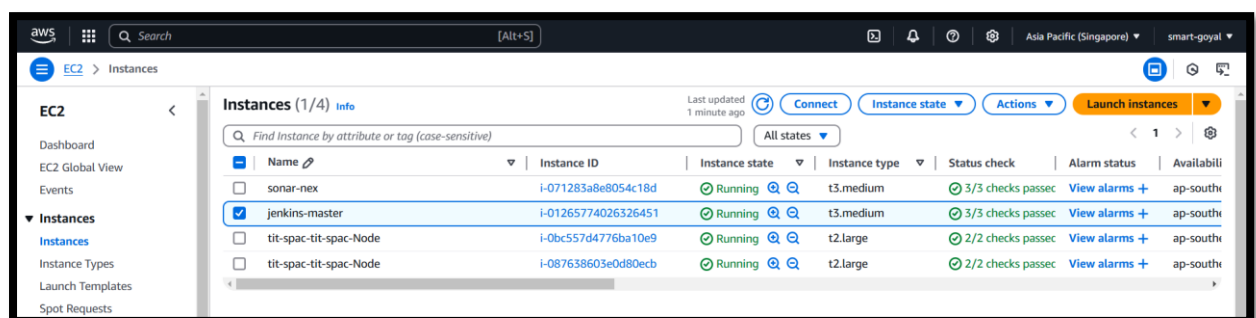 aws Search [Alt+S] Asia Pacific (Singapore) ▼ smart-goyal ▼
EC2 > Instances
EC2
Dashboard
EC2 Global View
Events
▼ Instances
Instances
Instance Types
Launch Templates
Spot Requests
Instances (1/4) Info Last updated 1 minute ago Connect Instance state ▼ Actions ▼ Launch instances ▼
Find Instance by attribute or tag (case-sensitive) All states ▼ < 1 >
Name Instance ID Instance state Instance type Status check Alarm status Availabili
sonar-nex i-071283a8e8054c18d Running t3.medium 3/3 checks passec View alarms + ap-southe
jenkins-master i-01265774026326451 Running t3.medium 3/3 checks passec View alarms + ap-southe
tit-spac-tit-spac-Node i-0bc557d4776ba10e9 Running t2.large 2/2 checks passec View alarms + ap-southe
tit-spac-tit-spac-Node i-087638603e0d80ecb Running t2.large 2/2 checks passec View alarms + ap-southe